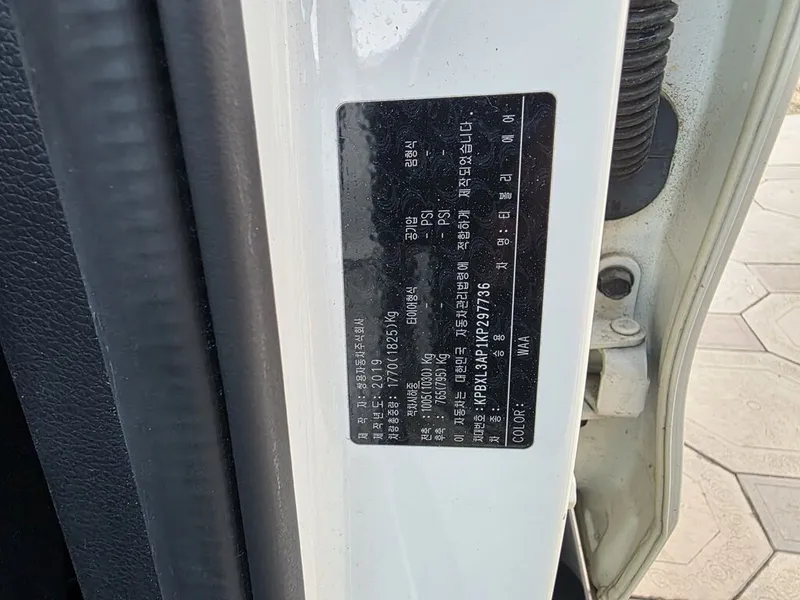 제 작 자: 쌍용자동차주식회사
제작년도: 2019
차량총중량: 1770(1825)Kg
적차시하중 타이어형식 공기압 림형식
전축 : 1005(1030) Kg - - PSI -
후축 : 765(795) Kg - - PSI -
이 자동차는 대한민국 자동차관리법령에 적합하게 제작되었습니다.
차대번호: KPBXL3AP1KP297736
차 종: 승용 차 명: 티 볼 리 에 어
COLOR: WAA